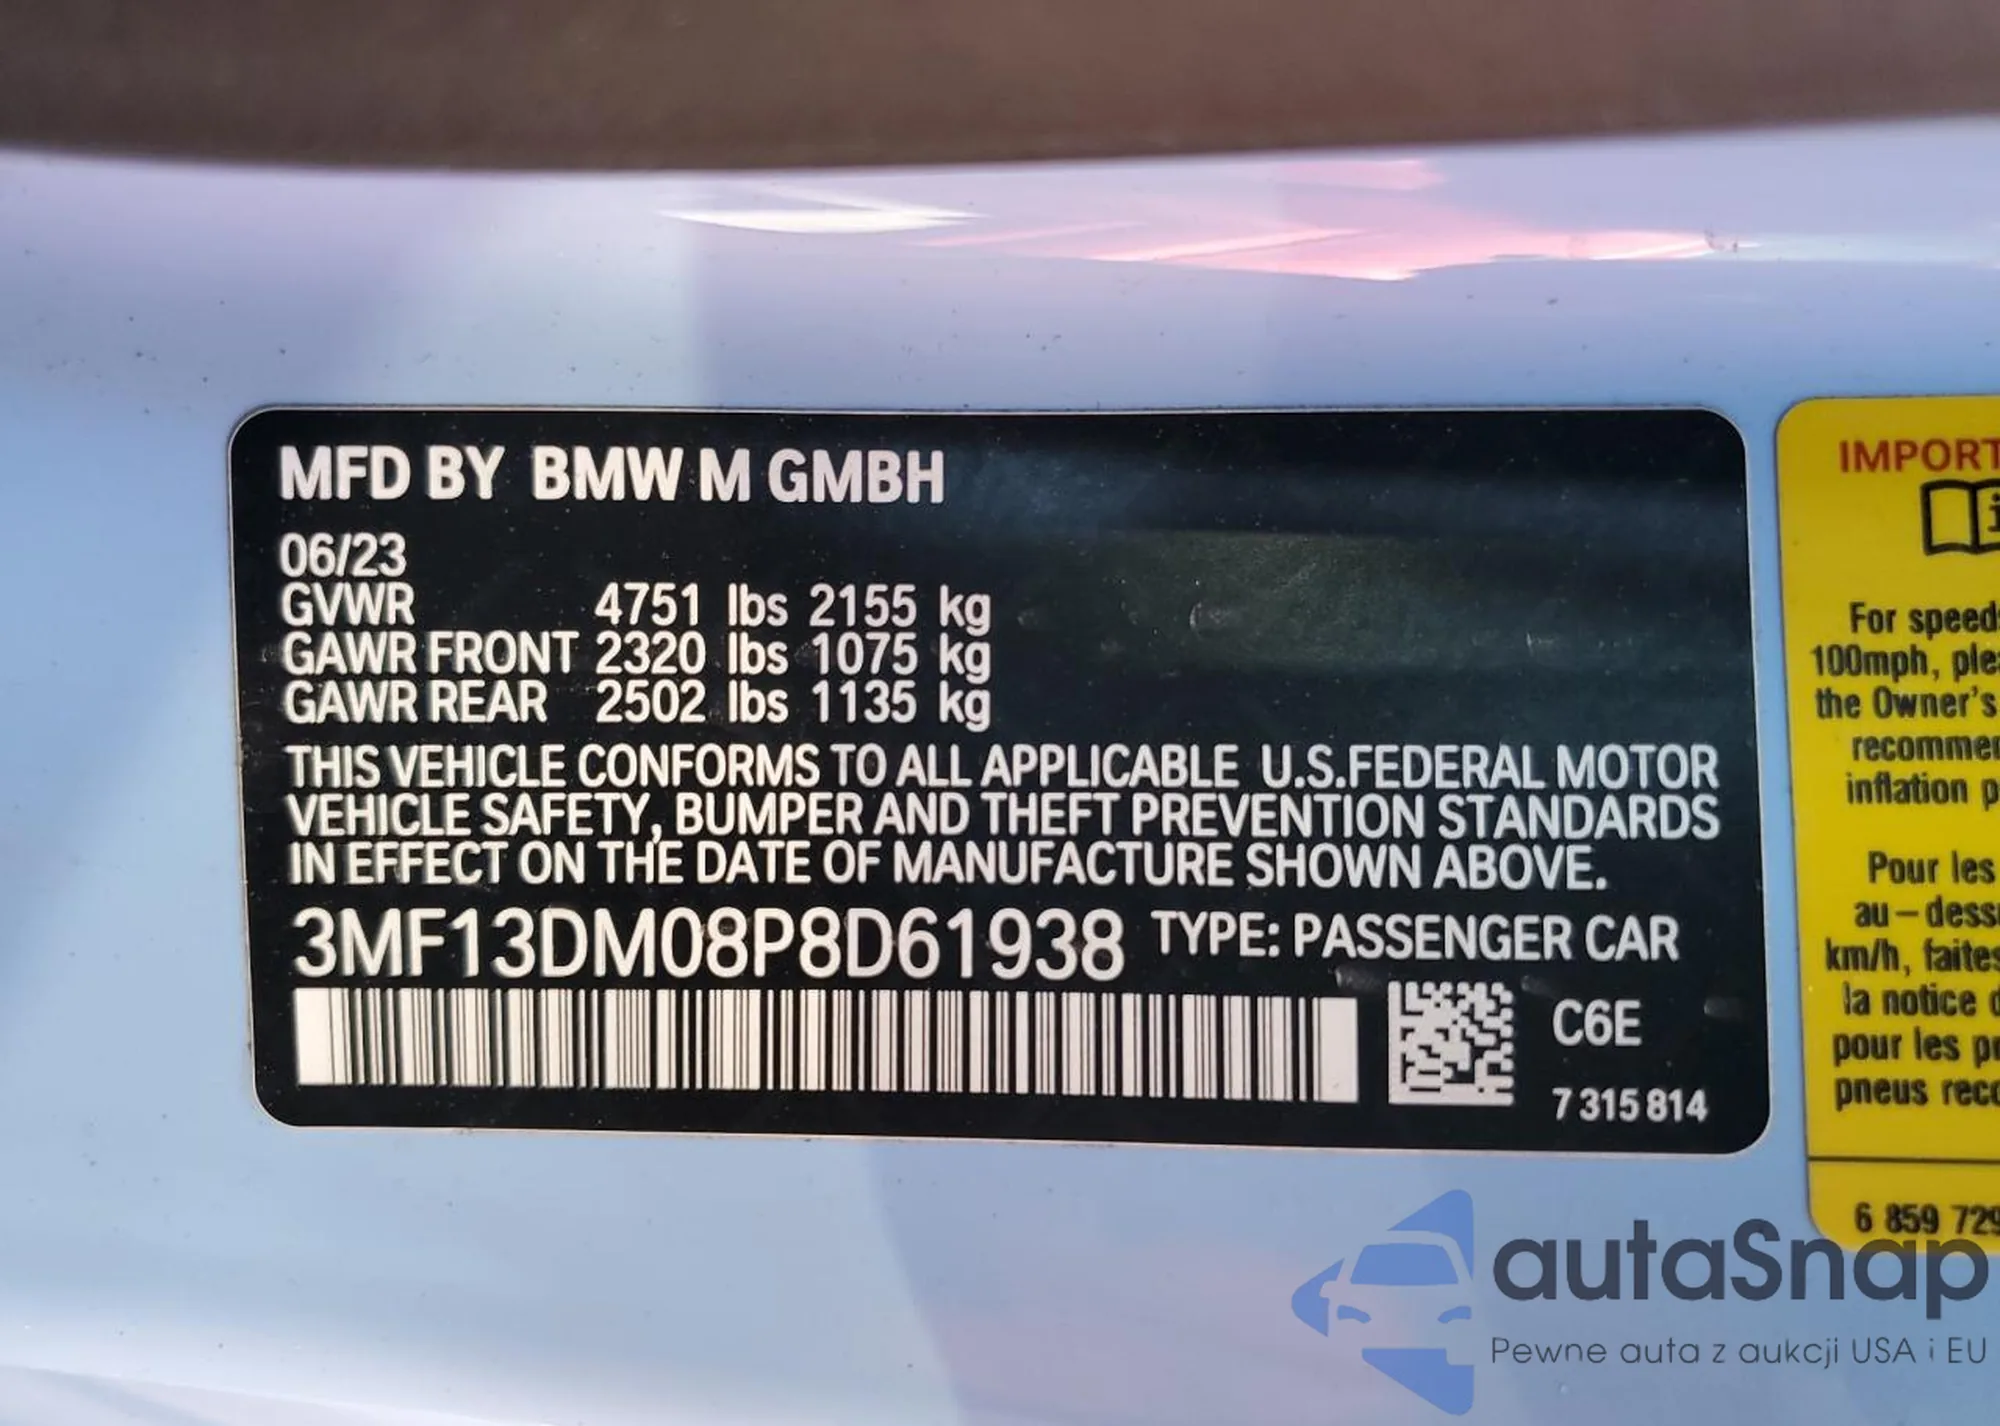 MFD BY BMW M GMBH
06/23
GVWR 4751 lbs 2155 kg
GAWR FRONT 2320 lbs 1075 kg
GAWR REAR 2502 lbs 1135 kg
THIS VEHICLE CONFORMS TO ALL APPLICABLE U.S.FEDERAL MOTOR
VEHICLE SAFETY, BUMPER AND THEFT PREVENTION STANDARDS
IN EFFECT ON THE DATE OF MANUFACTURE SHOWN ABOVE.
3MF13DM08P8D61938 TYPE: PASSENGER CAR
C6E
7 315 814
IMPORT
For speeds
100mph, plea
the Owner's
recommen
inflation p
Pour les
au-dessu
km/h, faites
la notice d
pour les pr
pneus reco
6 859 729
autaSnap
Pewne auta z aukcji USA i EU